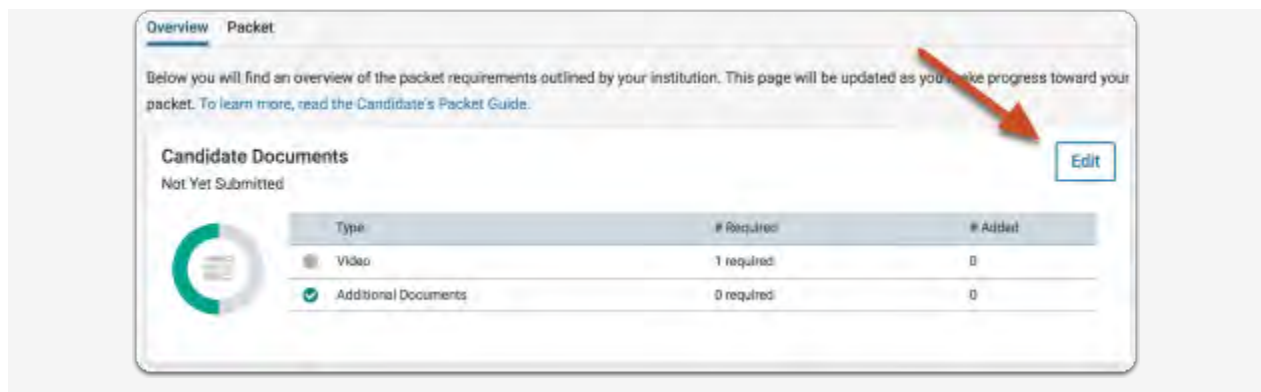 Overview Packet
Below you will find an overview of the packet requirements outlined by your institution. This page will be updated as you make progress toward your
packet. To learn more, read the Candidate's Packet Guide.
Candidate Documents
Edit
Not Yet Submitted
Type # Required # Added
Video 1 required 0
Additional Documents 0 required 0